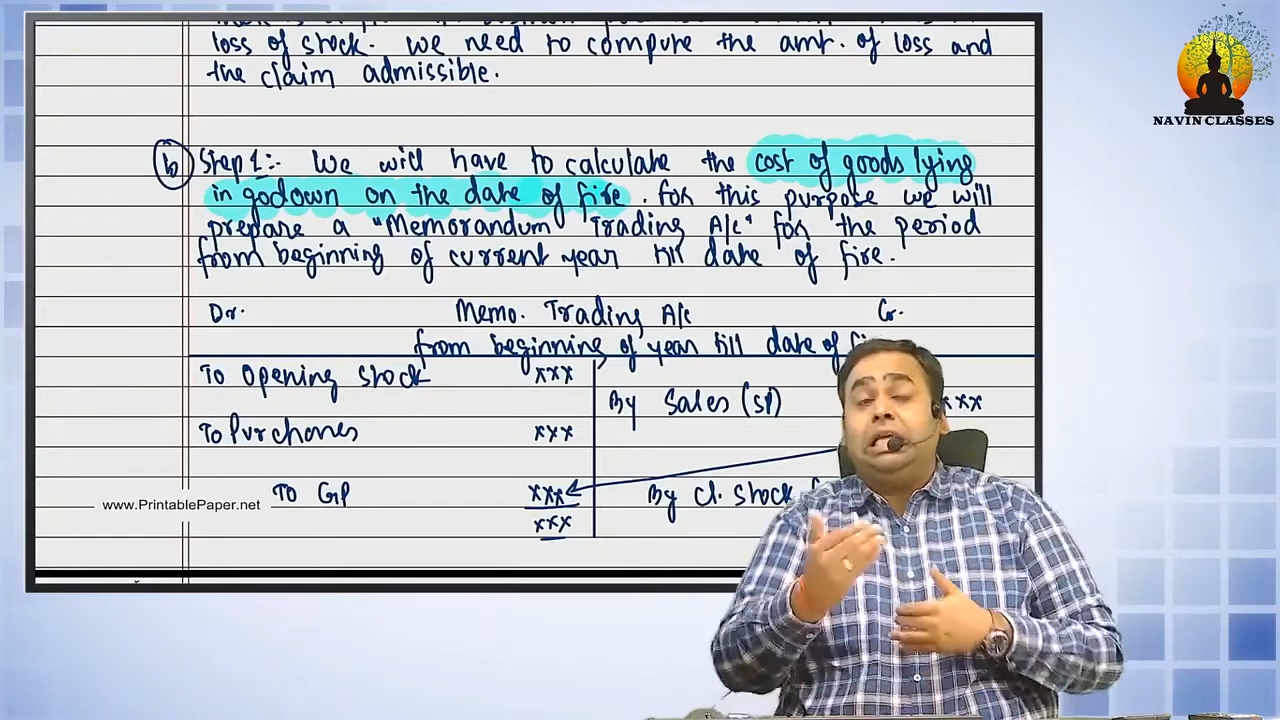 loss of stock. We need to compute the amt. of loss and
the claim admissible.
NAVIN CLASSES
(b) Step 1:- We will have to calculate the cost of goods lying
in godown on the date of fire. For this purpose we will
prepare a "Memorandum Trading A/c" for the period
from beginning of current year till date of fire.
Dr. Memo. Trading A/c Cr.
from beginning of year till date of
To Opening Stock xxx
By Sales (SP) xxx
To Purchases xxx
To GP xxx By Cl. Stock
www.PrintablePaper.net
xxx